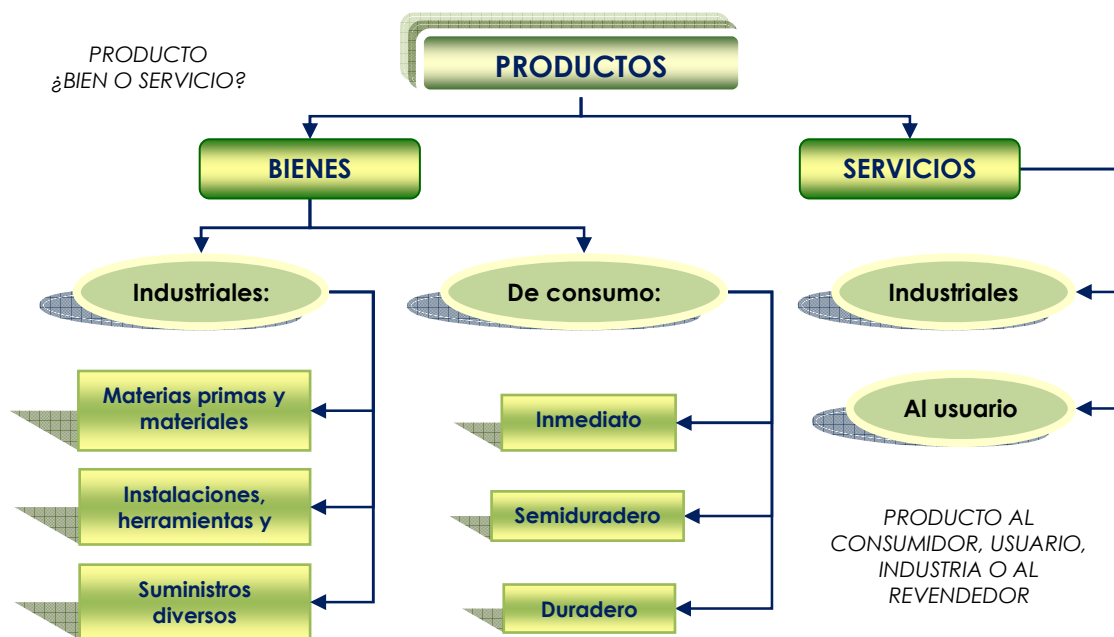 PRODUCTO
¿BIEN O SERVICIO?
PRODUCTOS
BIENES
SERVICIOS
Industriales:
De consumo:
Industriales
Materias primas y
materiales
Inmediato
Al usuario
Instalaciones,
herramientas y
Semiduradero
Suministros
diversos
Duradero
PRODUCTO AL
CONSUMIDOR, USUARIO,
INDUSTRIA O AL
REVENDEDOR